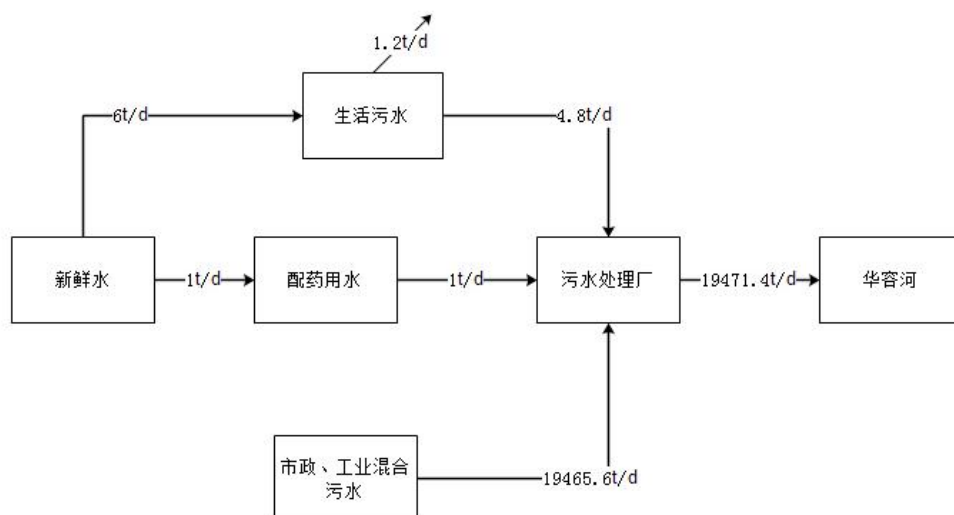 1.2t/d
生活污水
6t/d
4.8t/d
新鲜水
1t/d
配药用水
1t/d
污水处理厂
19471.4t/d
华容河
市政、工业混合
污水
19465.6t/d